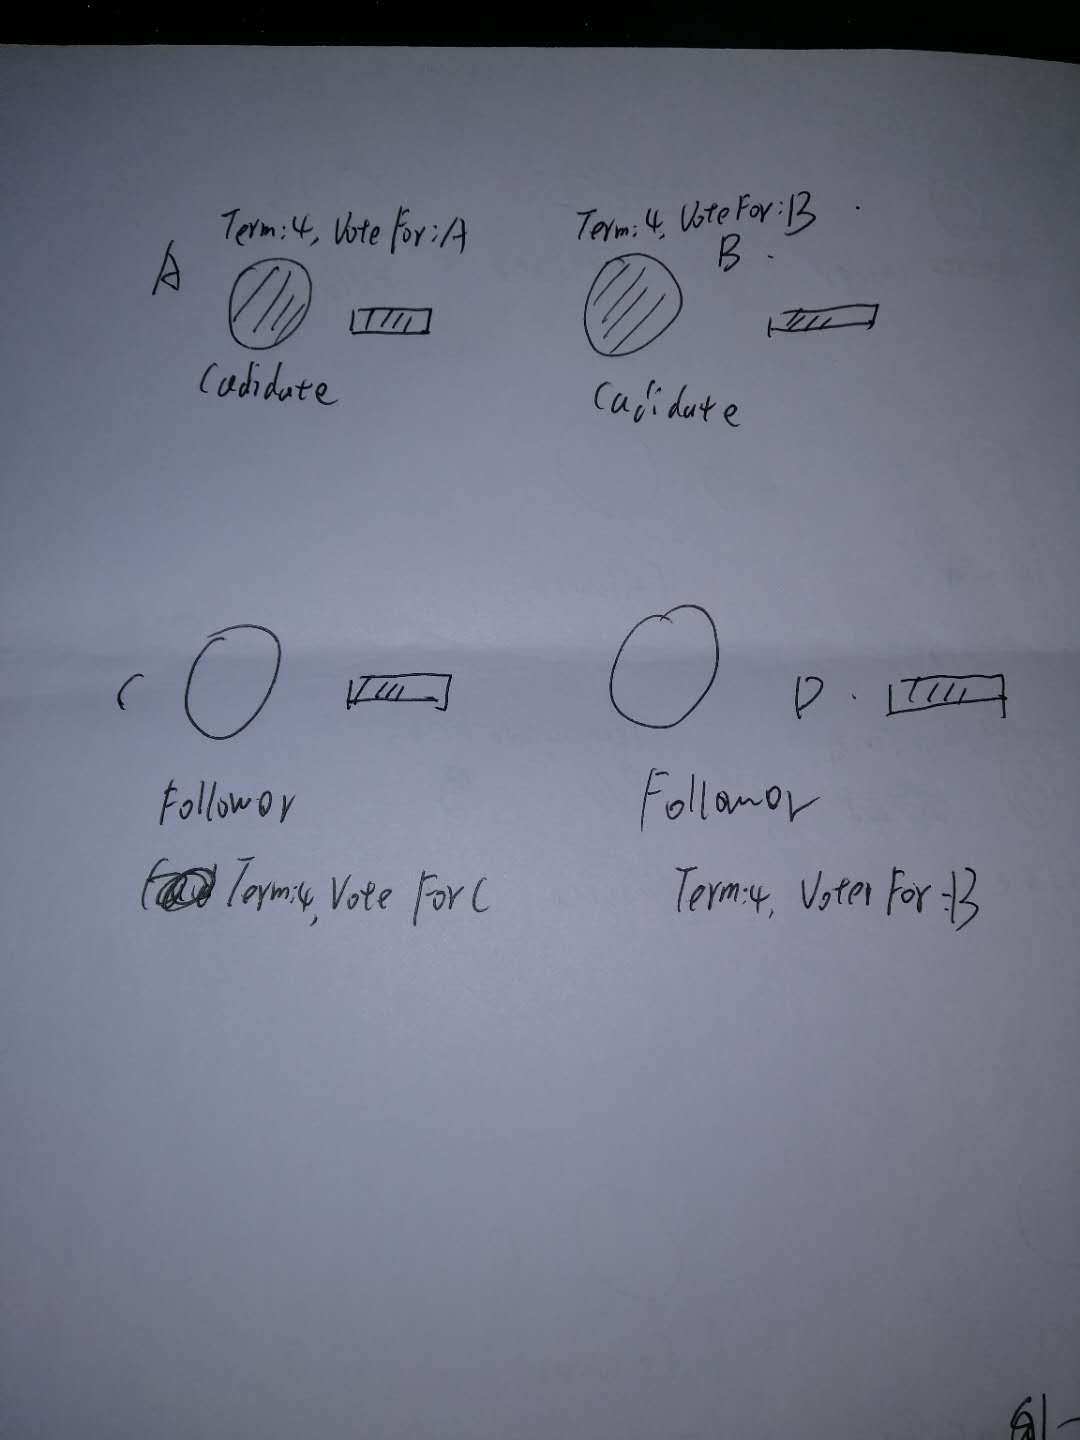 Term:4, Vote For:A
Term:4, Vote For:B
A
B
Cadidate
Cadidate
C
D
Follower
Follower
Term:4, Vote For C
Term:4, Voter For:B